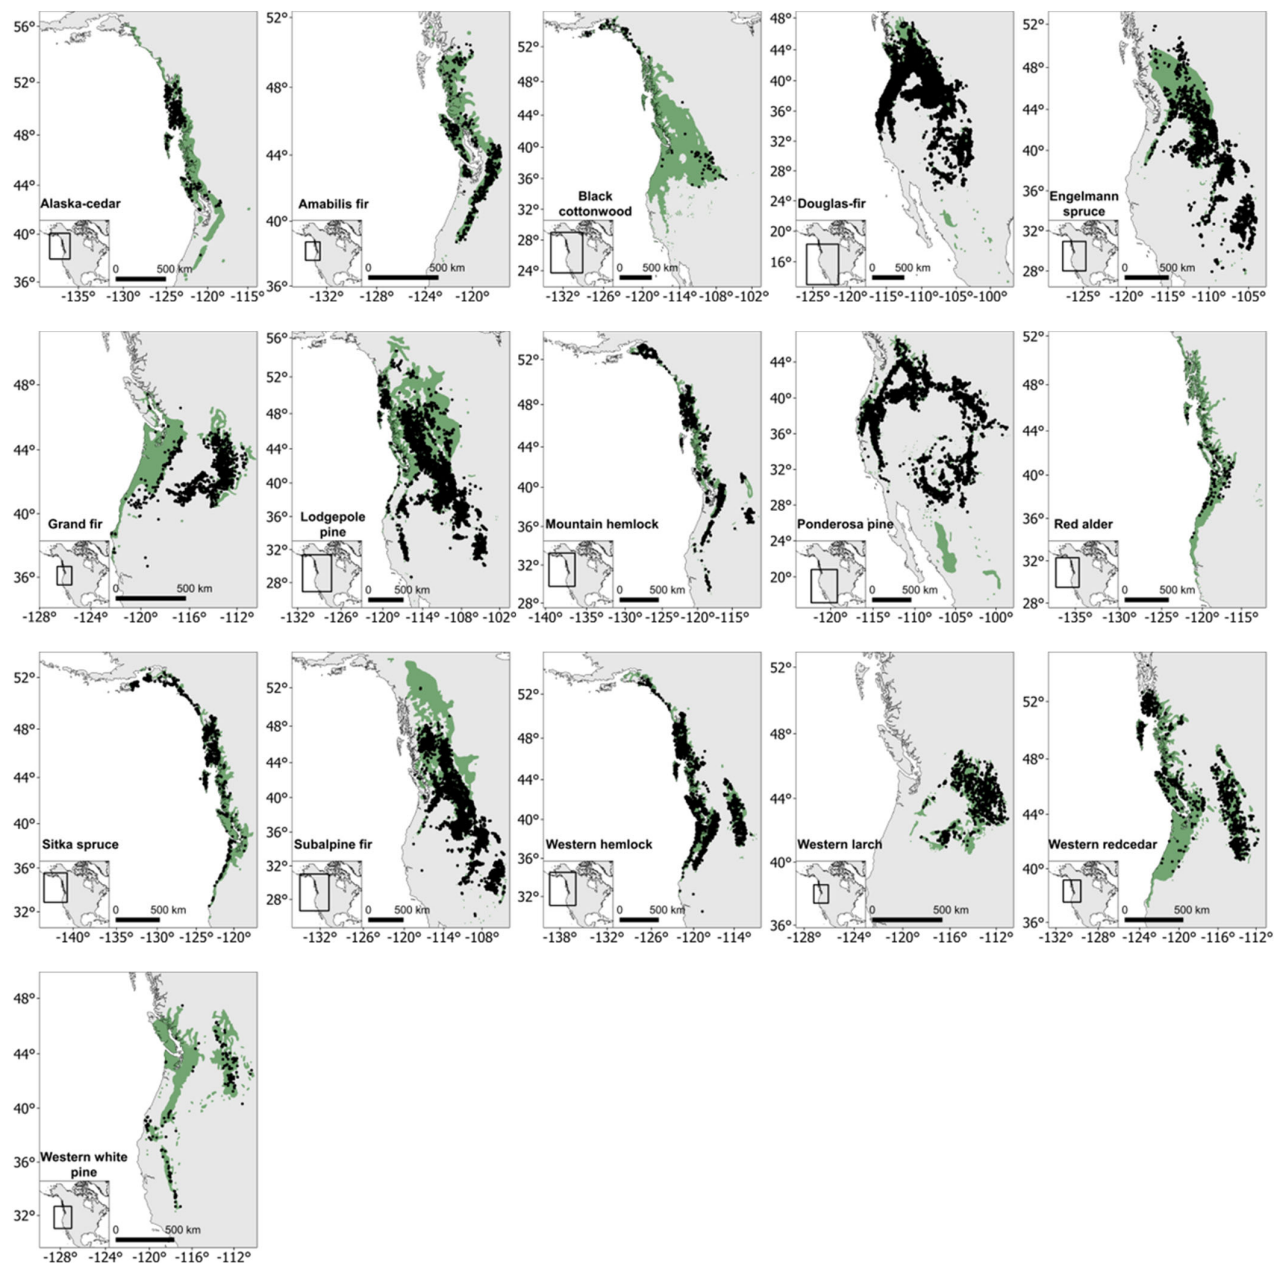 56°
52°
48°
44°
40°
36°
Alaska-cedar
0 500 km
-135° -130° -125° -120° -115°
52°
48°
44°
40°
36°
Amabilis fir
0 500 km
-132° -128° -124° -120°
52°
48°
44°
40°
36°
32°
28°
24°
Black
cottonwood
0 500 km
-132° -126° -120° -114° -108° -102°
48°
44°
40°
36°
32°
28°
24°
20°
16°
Douglas-fir
0 500 km
-125° -120° -115° -110° -105° -100°
52°
48°
44°
40°
36°
32°
28°
Engelmann
spruce
0 500 km
-125° -120° -115° -110° -105°
48°
44°
40°
36°
Grand fir
0 500 km
-128° -124° -120° -116° -112°
56°
52°
48°
44°
40°
36°
32°
28°
Lodgepole
pine
0 500 km
-132° -126° -120° -114° -108° -102°
52°
48°
44°
40°
36°
32°
28°
Mountain hemlock
0 500 km
-140° -135° -130° -125° -120° -115°
44°
40°
36°
32°
28°
24°
20°
Ponderosa pine
0 500 km
-120° -115° -110° -105° -100°
52°
48°
44°
40°
36°
32°
28°
Red alder
0 500 km
-135° -130° -125° -120° -115°
52°
48°
44°
40°
36°
32°
Sitka spruce
0 500 km
-140° -135° -130° -125° -120°
52°
48°
44°
40°
36°
32°
28°
Subalpine fir
0 500 km
-132° -126° -120° -114° -108°
52°
48°
44°
40°
36°
32°
Western hemlock
0 500 km
-138° -132° -126° -120° -114°
52°
48°
44°
40°
36°
Western larch
0 500 km
-128° -124° -120° -116° -112°
52°
48°
44°
40°
36°
Western redcedar
0 500 km
-132° -128° -124° -120° -116° -112°
48°
44°
40°
36°
32°
Western white
pine
0 500 km
-128° -124° -120° -116° -112°